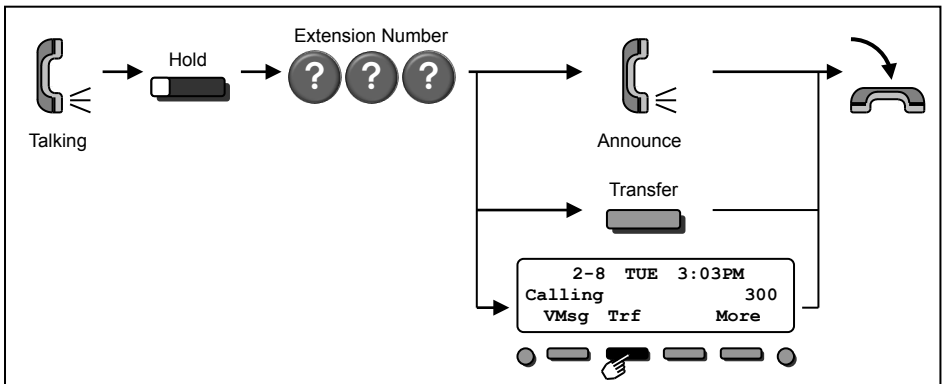 Extension Number
Hold
? ? ?
Talking
Announce
Transfer
2-8 TUE 3:03PM
Calling 300
VMsg Trf More